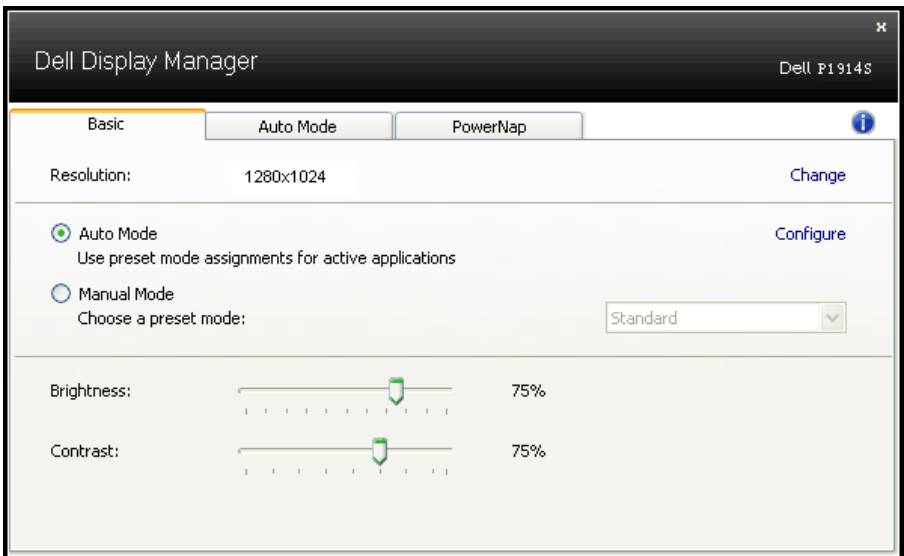 x
Dell Display Manager
Dell P1914S
Basic Auto Mode PowerNap i
Resolution: 1280x1024 Change
Auto Mode Configure
Use preset mode assignments for active applications
Manual Mode
Choose a preset mode: Standard
Brightness: 75%
Contrast: 75%